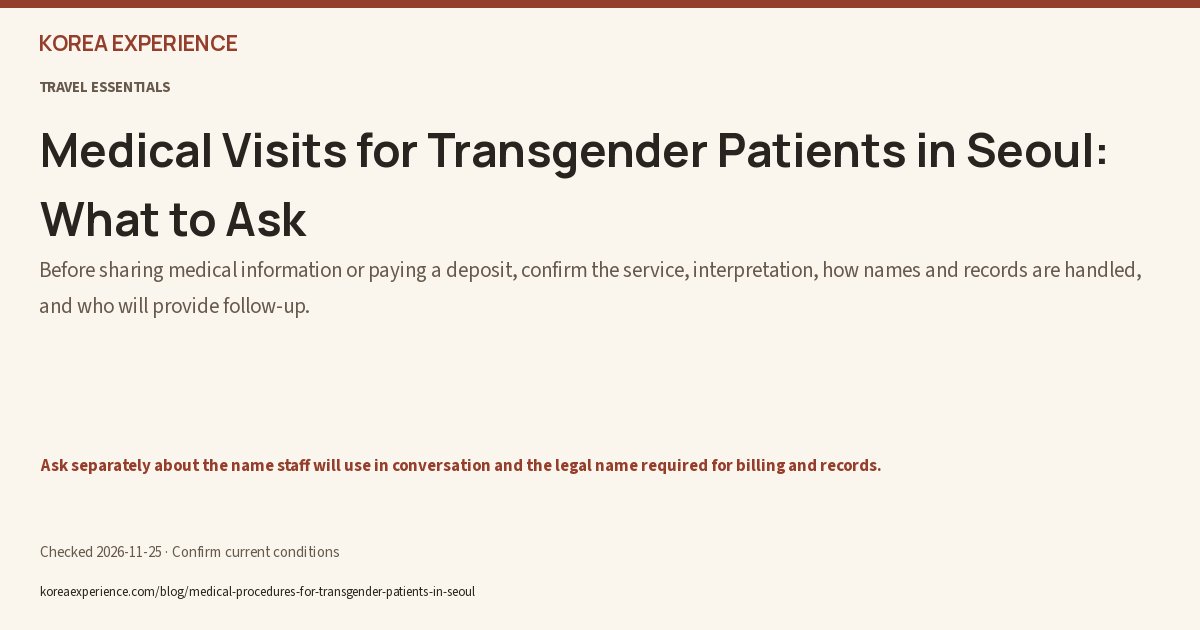 KOREA EXPERIENCE
TRAVEL ESSENTIALS
Medical Visits for Transgender Patients in Seoul:
What to Ask
Before sharing medical information or paying a deposit, confirm the service, interpretation, how names and records are handled,
and who will provide follow-up.
Ask separately about the name staff will use in conversation and the legal name required for billing and records.
Checked 2026-11-25 · Confirm current conditions
koreaexperience.com/blog/medical-procedures-for-transgender-patients-in-seoul